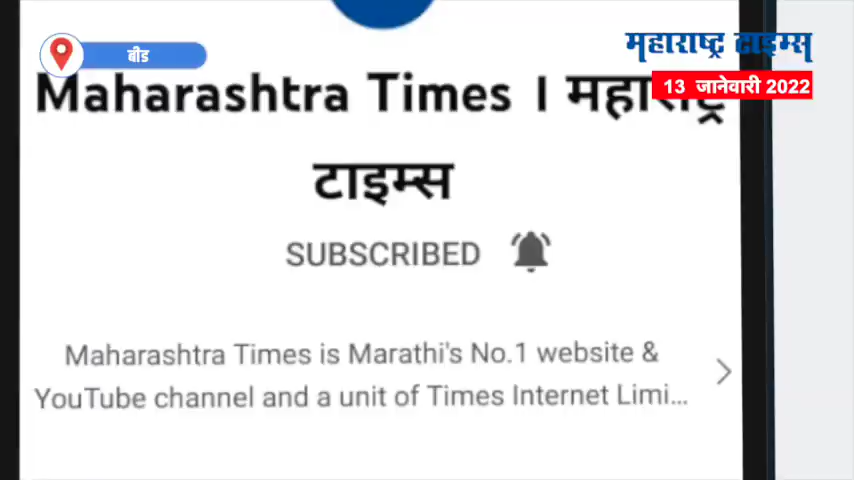 बीड
महाराष्ट्र टाइम्स
13 जानेवारी 2022
Maharashtra Times ।
टाइम्स
SUBSCRIBED
Maharashtra Times is Marathi's No.1 website &
YouTube channel and a unit of Times Internet Limi...